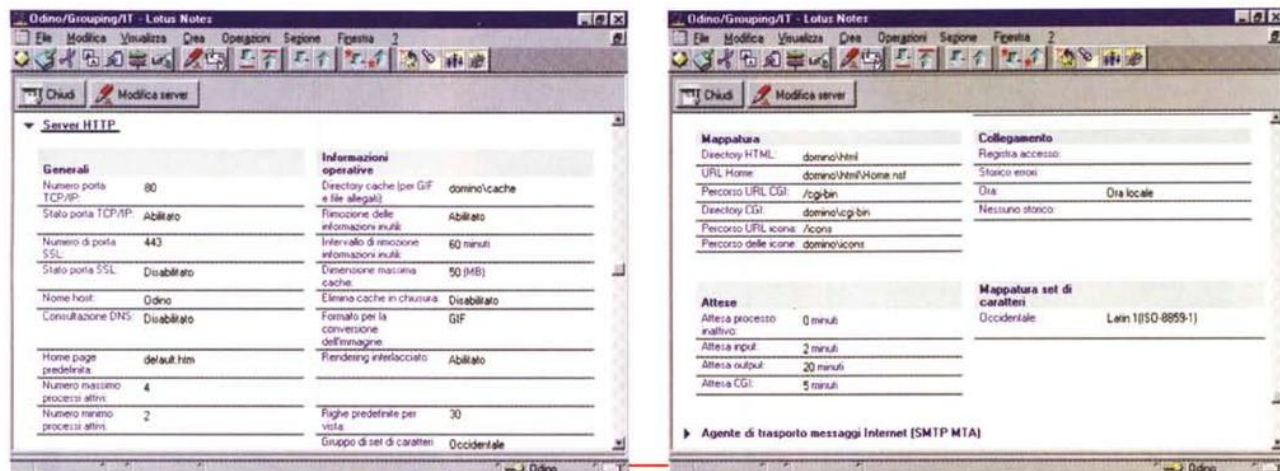 Odino/Grouping/IT - Lotus Notes
File Modifica Visualizza Crea Operazioni Sezione Finestra ?
Chiudi Modifica server
Server HTTP
Generali
Numero porta TCP/IP: 80
Stato porta TCP/IP: Abilitato
Numero di porta SSL: 443
Stato porta SSL: Disabilitato
Nome host: Odino
Consultazione DNS: Disabilitato
Home page predefinita: default.htm
Numero massimo processi attivi: 4
Numero minimo processi attivi: 2
Informazioni operative
Directory cache (per GIF e file allegati): domino\cache
Rimozione delle informazioni inutili: Abilitato
Intervallo di rimozione informazioni inutili: 60 minuti
Dimensione massima cache: 50 (MB)
Elimina cache in chiusura: Disabilitato
Formato per la conversione dell'immagine: GIF
Rendering interlacciato: Abilitato
Righe predefinite per vista: 30
Gruppo di set di caratteri: Occidentale
Odino
Odino/Grouping/IT - Lotus Notes
File Modifica Visualizza Crea Operazioni Sezione Finestra ?
Chiudi Modifica server
Mappatura
Directory HTML: domino\html
URL Home: domino\html\Home.nsf
Percorso URL CGI: /cgi-bin
Directory CGI: domino\cgi-bin
Percorso URL icona: /icons
Percorso delle icone: domino\icons
Collegamento
Registra accesso:
Storico errori:
Ora: Ora locale
Nessuno storico:
Attese
Attesa processo inattivo: 0 minuti
Attesa input: 2 minuti
Attesa output: 20 minuti
Attesa CGI: 5 minuti
Mappatura set di caratteri
Occidentale: Latin 1(ISO-8859-1)
Agente di trasporto messaggi Internet (SMTP MTA)
Odino